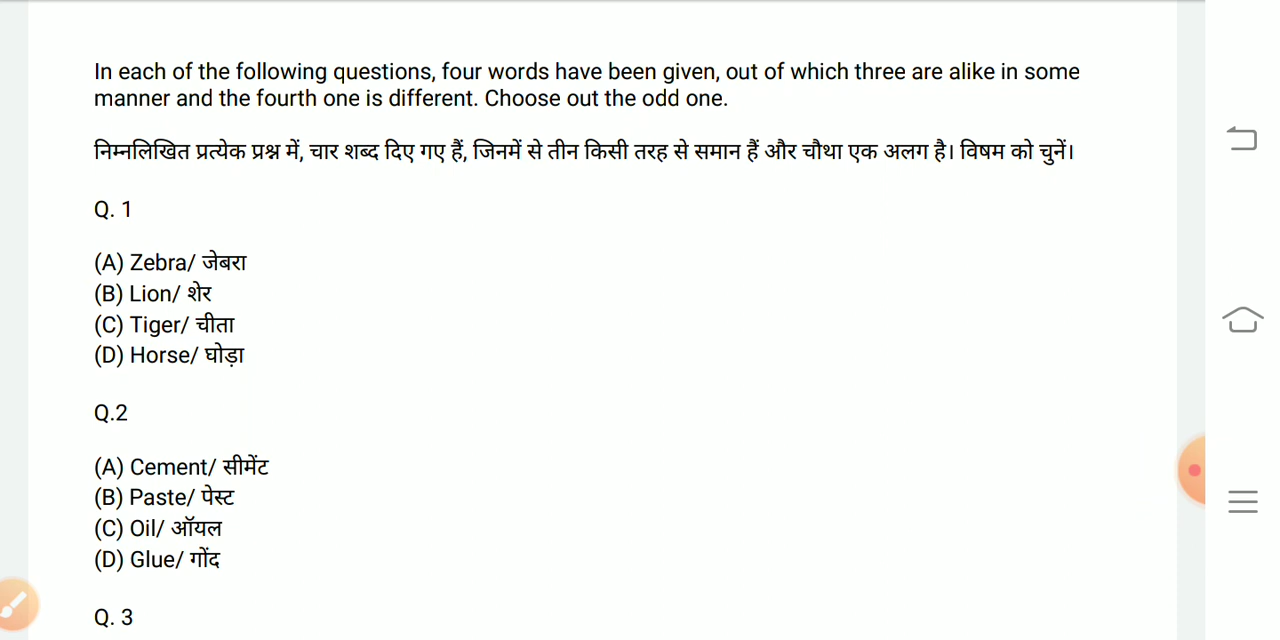 In each of the following questions, four words have been given, out of which three are alike in some
manner and the fourth one is different. Choose out the odd one.
निम्नलिखित प्रत्येक प्रश्न में, चार शब्द दिए गए हैं, जिनमें से तीन किसी तरह से समान हैं और चौथा एक अलग है। विषम को चुनें।
Q. 1
(A) Zebra/ जेबरा
(B) Lion/ शेर
(C) Tiger/ चीता
(D) Horse/ घोड़ा
Q.2
(A) Cement/ सीमेंट
(B) Paste/ पेस्ट
(C) Oil/ ऑयल
(D) Glue/ गोंद
Q. 3